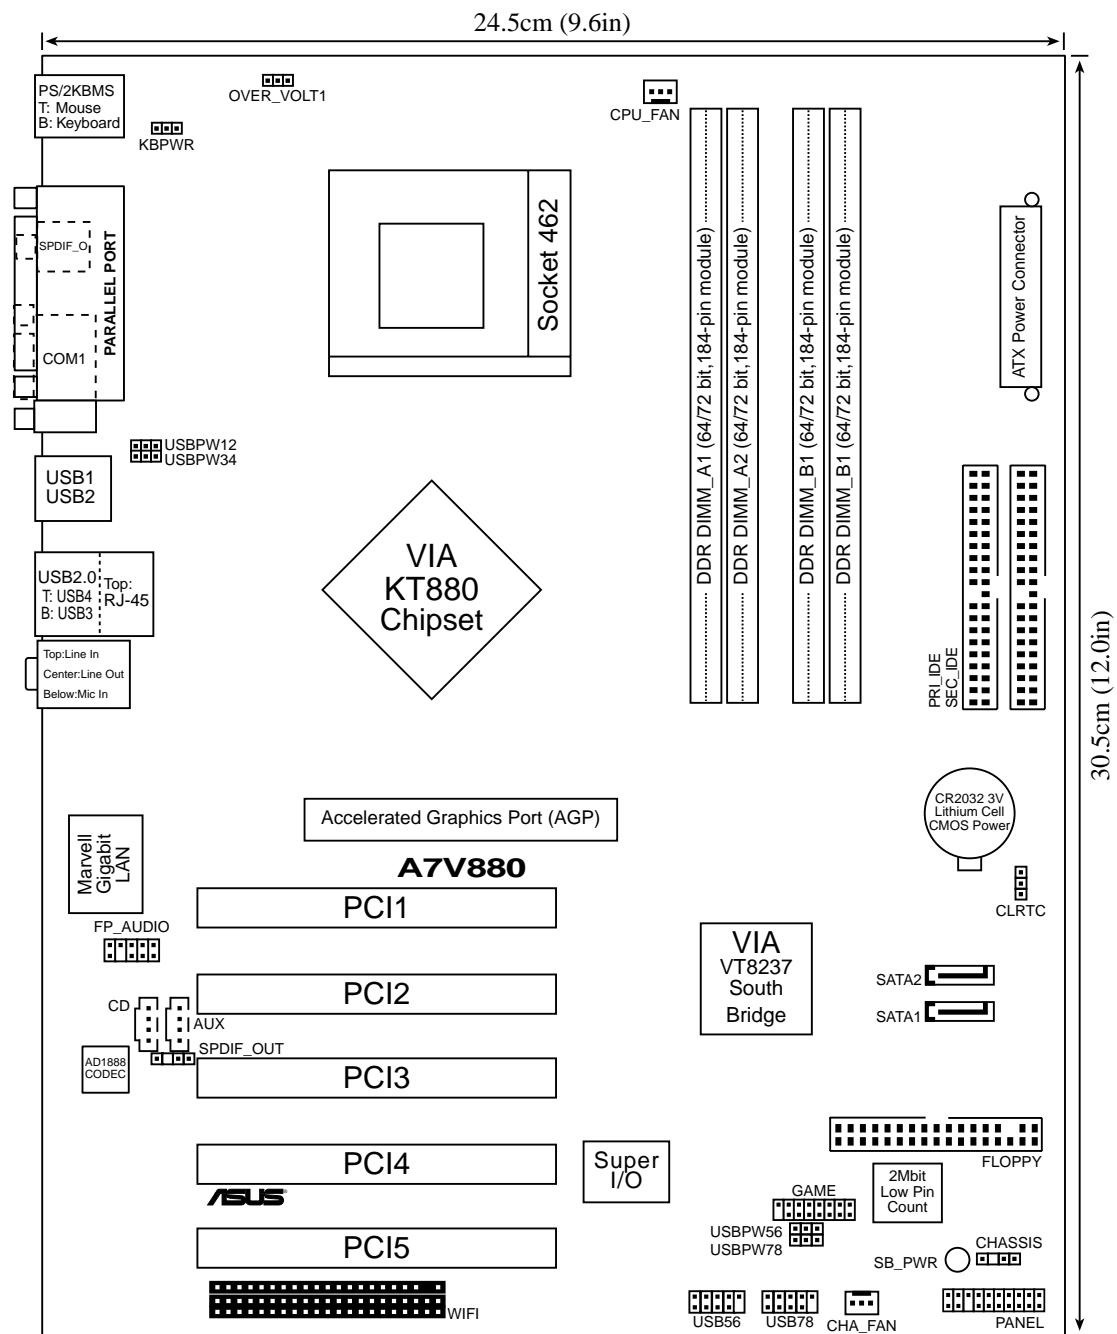 24.5cm (9.6in)
PS/2KBMS
T: Mouse
B: Keyboard
OVER_VOLT1
CPU_FAN
KBPWR
SPDIF_O
PARALLEL PORT
COM1
Socket 462
DDR DIMM_A1 (64/72 bit,184-pin module)
DDR DIMM_A2 (64/72 bit,184-pin module)
DDR DIMM_B1 (64/72 bit,184-pin module)
DDR DIMM_B1 (64/72 bit,184-pin module)
ATX Power Connector
USBPW12
USBPW34
USB1
USB2
VIA
KT880
Chipset
USB2.0
T: USB4
B: USB3
Top:
RJ-45
Top:Line In
Center:Line Out
Below:Mic In
PRI_IDE
SEC_IDE
30.5cm (12.0in)
CR2032 3V
Lithium Cell
CMOS Power
Accelerated Graphics Port (AGP)
A7V880
Marvell
Gigabit
LAN
CLRTC
PCI1
FP_AUDIO
VIA
VT8237
South
Bridge
SATA2
SATA1
PCI2
CD
AUX
SPDIF_OUT
AD1888
CODEC
PCI3
FLOPPY
PCI4
Super
I/O
2Mbit
Low Pin
Count
ASUS®
GAME
USBPW56
USBPW78
PCI5
CHASSIS
SB_PWR
WIFI
USB56
USB78
CHA_FAN
PANEL